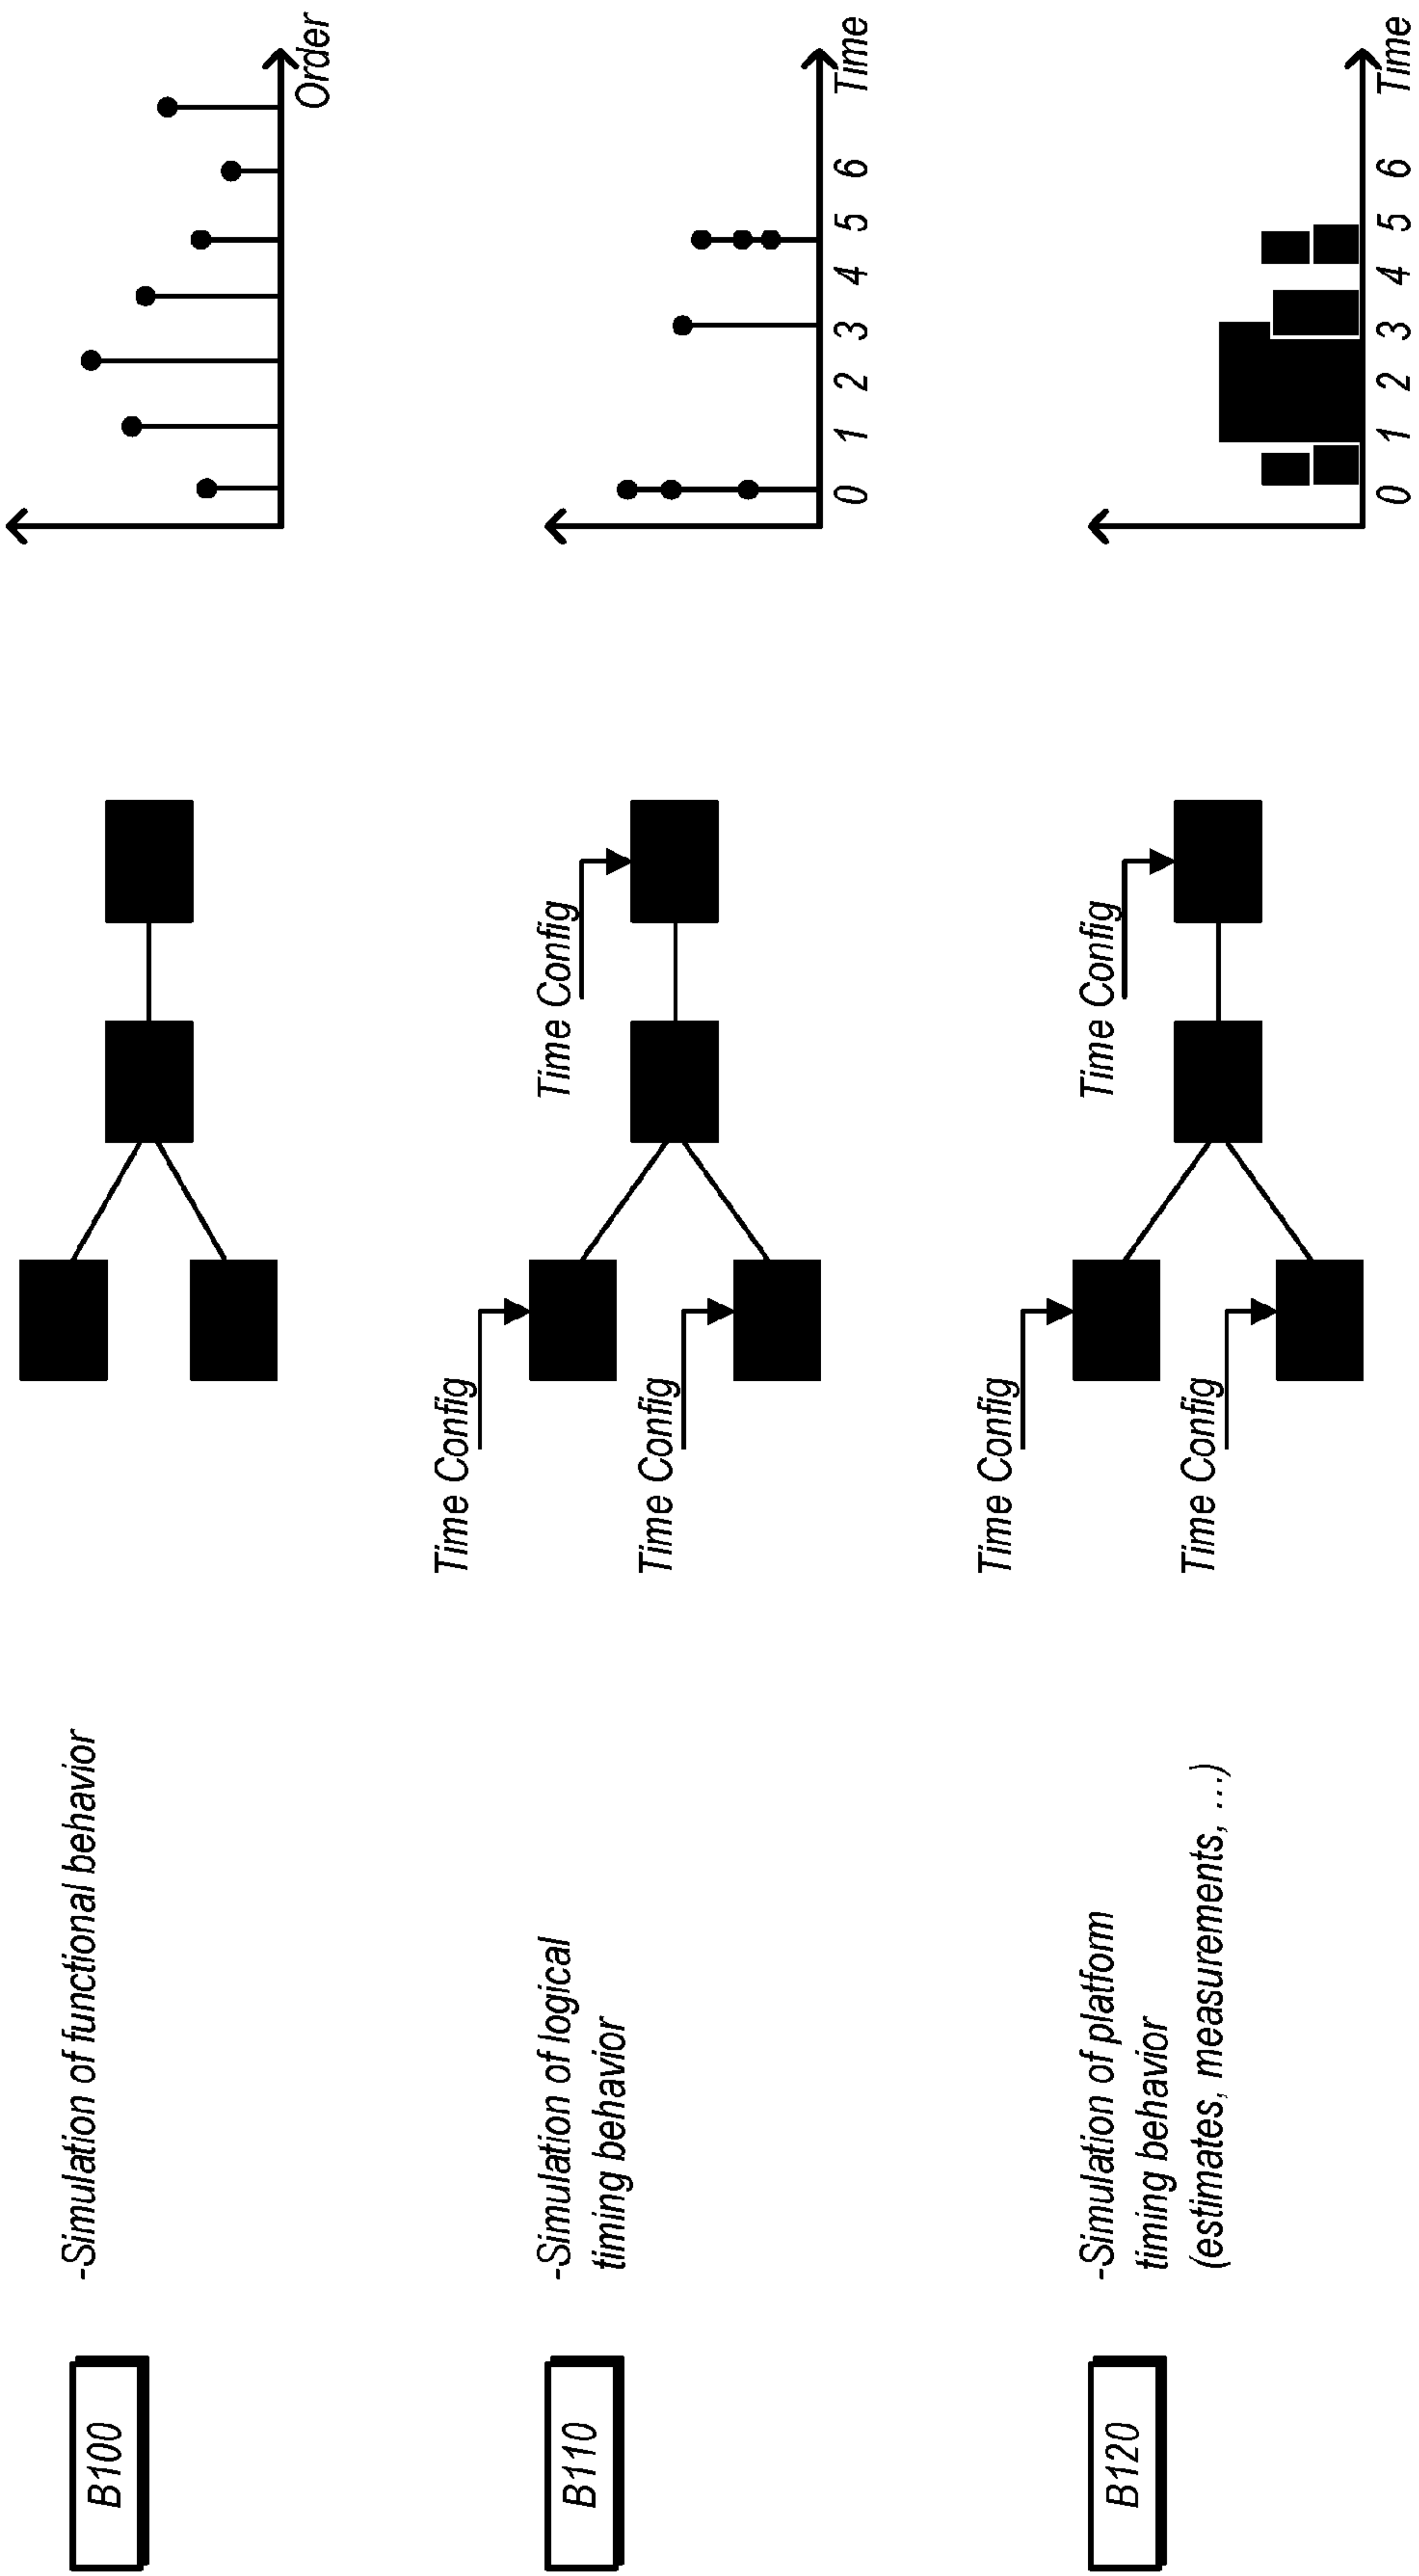 B100
-Simulation of functional behavior
Order
B110
-Simulation of logical
timing behavior
Time Config
Time Config
Time Config
0 1 2 3 4 5 6 Time
B120
-Simulation of platform
timing behavior
(estimates, measurements, ...)
Time Config
Time Config
Time Config
0 1 2 3 4 5 6 Time